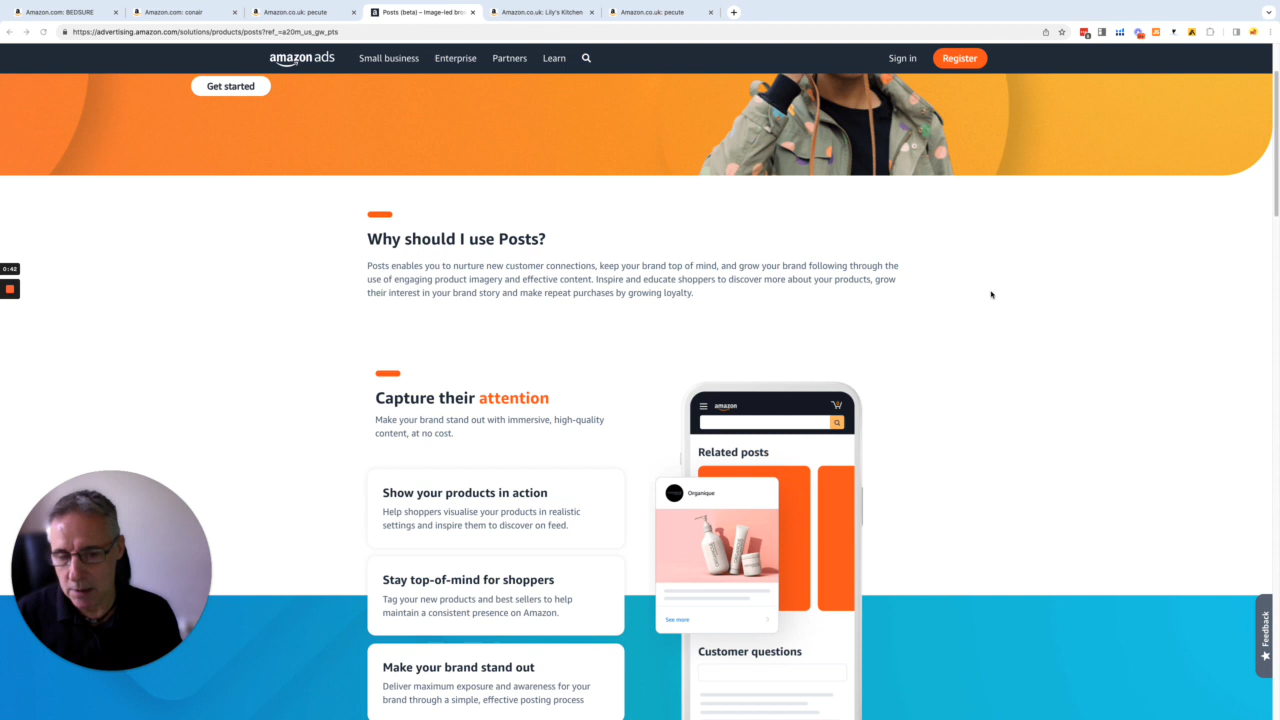 Amazon.com: BEDSURE
Amazon.com: conair
Amazon.co.uk: pecute
Posts (beta) – Image-led bro
Amazon.co.uk: Lily's Kitchen
Amazon.co.uk: pecute
https://advertising.amazon.com/solutions/products/posts?ref_=a20m_us_gw_pts
amazon ads
Small business
Enterprise
Partners
Learn
Sign in
Register
Get started
0:42
Why should I use Posts?
Posts enables you to nurture new customer connections, keep your brand top of mind, and grow your brand following through the
use of engaging product imagery and effective content. Inspire and educate shoppers to discover more about your products, grow
their interest in your brand story and make repeat purchases by growing loyalty.
Capture their attention
Make your brand stand out with immersive, high-quality
content, at no cost.
Show your products in action
Help shoppers visualise your products in realistic
settings and inspire them to discover on feed.
Stay top-of-mind for shoppers
Tag your new products and best sellers to help
maintain a consistent presence on Amazon.
Make your brand stand out
Deliver maximum exposure and awareness for your
brand through a simple, effective posting process
amazon
Related posts
Organique
See more
Customer questions
Feedback